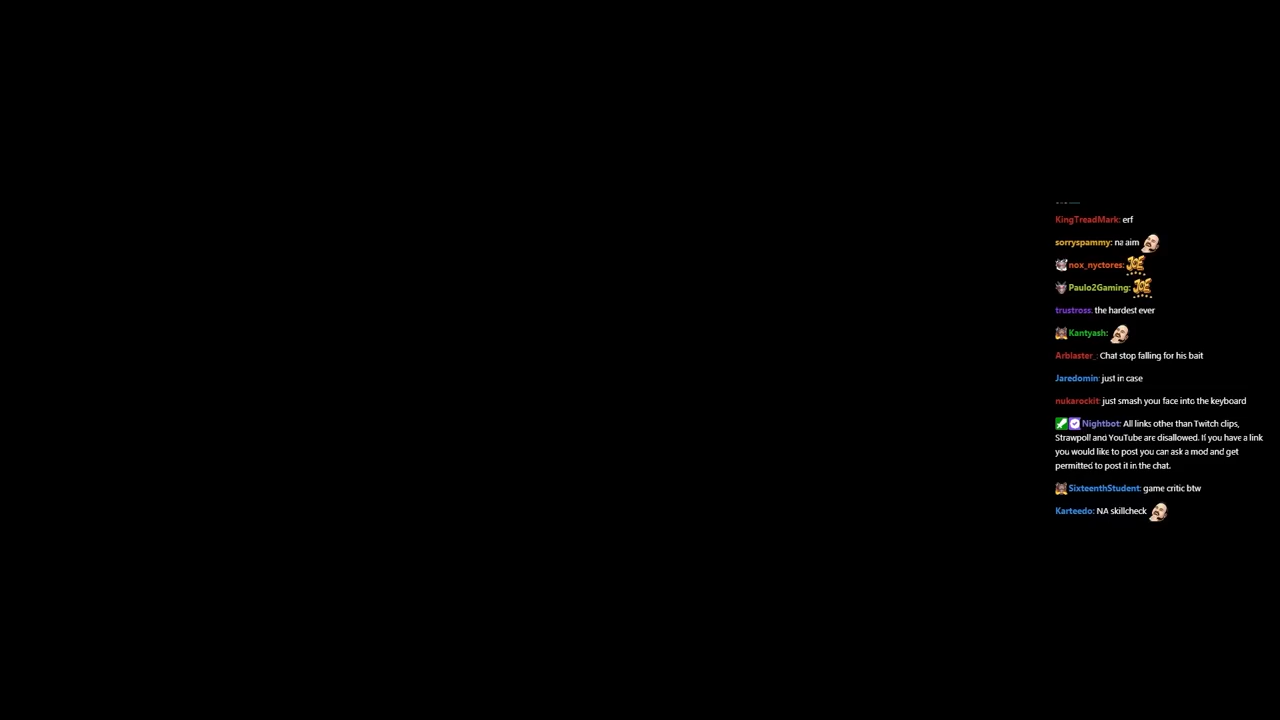 KingTreadMark: erf
sorryspammy: na aim
nox_nyctores: JOE
Paulo2Gaming: JOE
trustross: the hardest ever
Kantyash:
Arblaster_: Chat stop falling for his bait
Jaredomin: just in case
nukarockit: just smash your face into the keyboard
Nightbot: All links other than Twitch clips,
Strawpoll and YouTube are disallowed. If you have a link
you would like to post you can ask a mod and get
permitted to post it in the chat.
SixteenthStudent: game critic btw
Karteedo: NA skillcheck